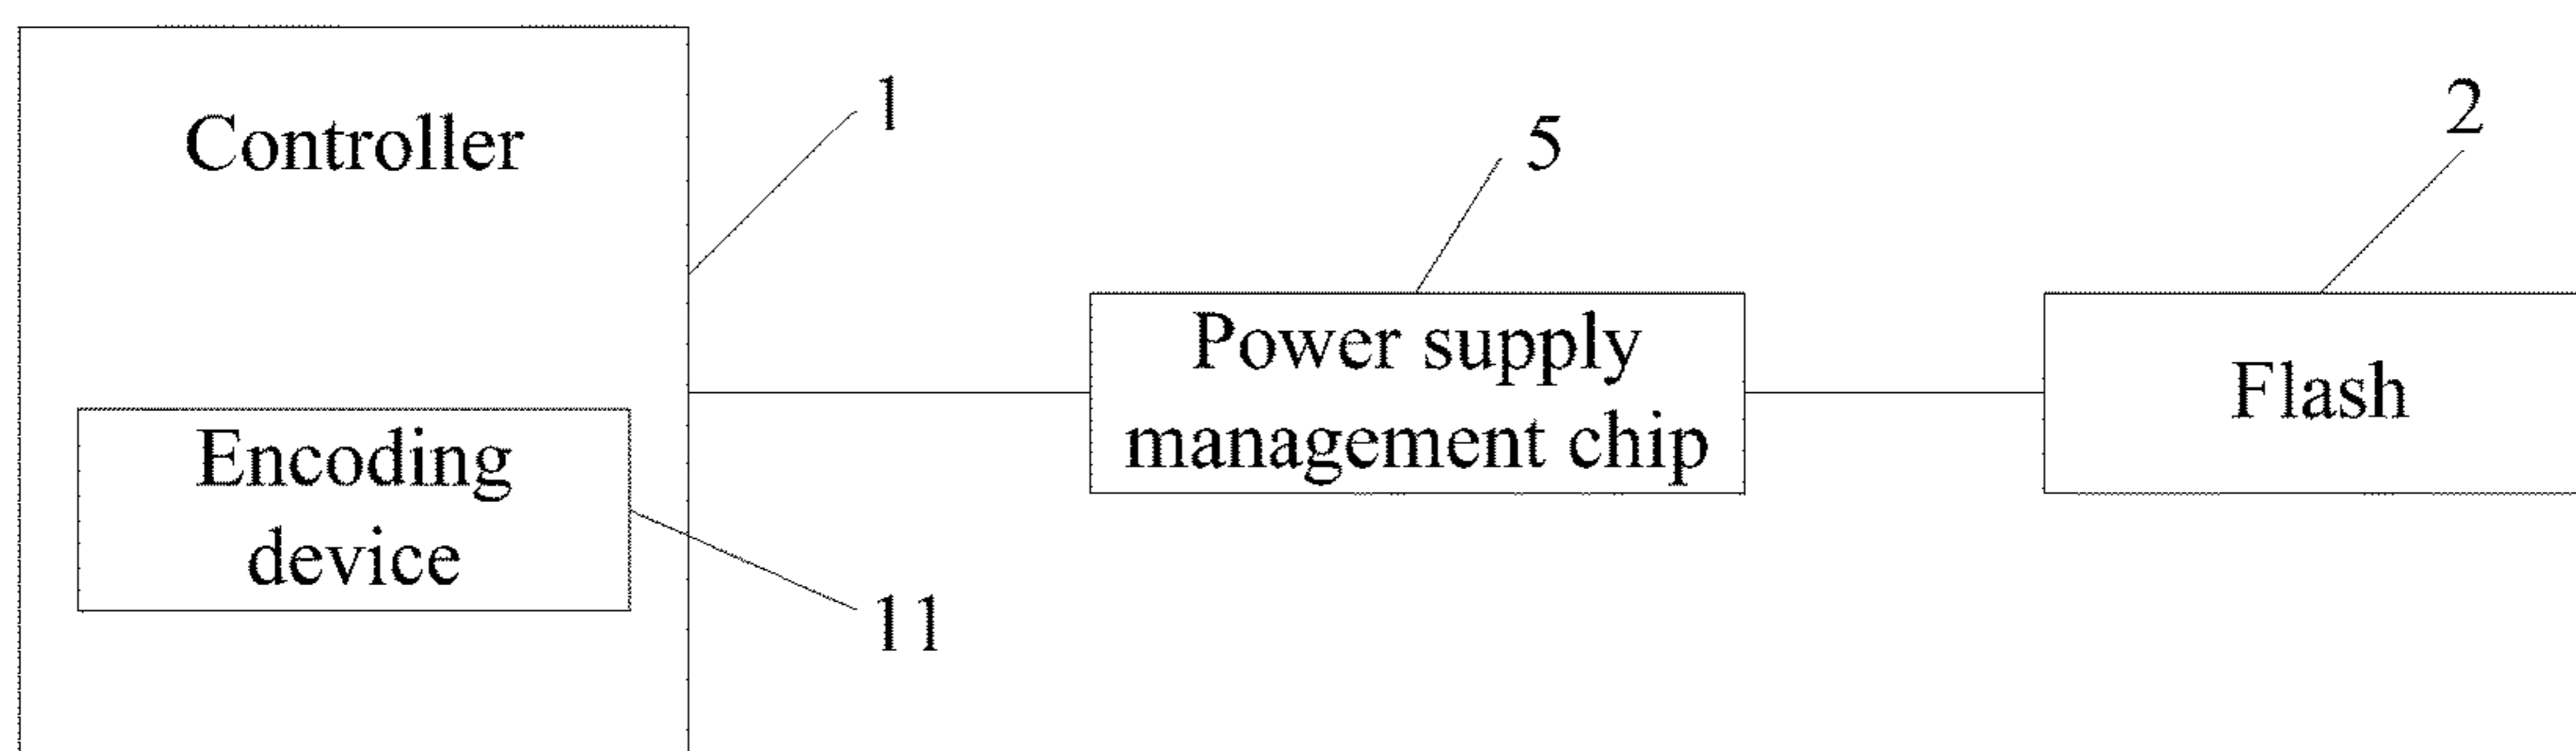 Controller
1
5
2
Power supply
management chip
Flash
Encoding
device
11